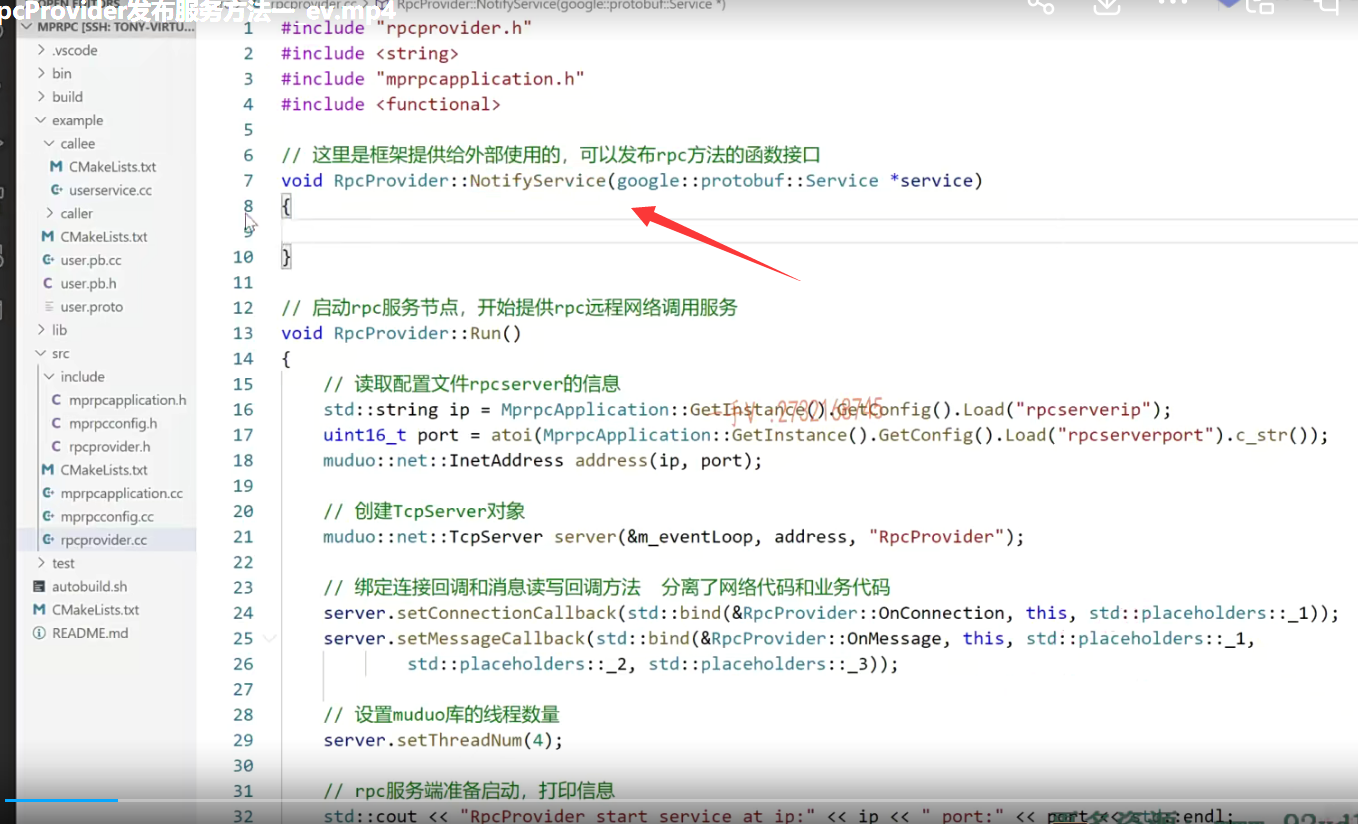 pcProvider发布服务方法一_ev.mp4
OPEN EDITORS
rpcprovider.cc RpcProvider::NotifyService(google::protobuf::Service *)
MPRPC [SSH: TONY-VIRTU...
.vscode
bin
build
example
callee
CMakeLists.txt
userservice.cc
caller
CMakeLists.txt
user.pb.cc
user.pb.h
user.proto
lib
src
include
mprpcapplication.h
mprpcconfig.h
rpcprovider.h
CMakeLists.txt
mprpcapplication.cc
mprpcconfig.cc
rpcprovider.cc
test
autobuild.sh
CMakeLists.txt
README.md
1 #include "rpcprovider.h"
2 #include <string>
3 #include "mprpcapplication.h"
4 #include <functional>
5
6 // 这里是框架提供给外部使用的，可以发布rpc方法的函数接口
7 void RpcProvider::NotifyService(google::protobuf::Service *service)
8 {
9
10 }
11
12 // 启动rpc服务节点，开始提供rpc远程网络调用服务
13 void RpcProvider::Run()
14 {
15 // 读取配置文件rpcserver的信息
16 std::string ip = MprpcApplication::GetInstance().GetConfig().Load("rpcserverip");
17 uint16_t port = atoi(MprpcApplication::GetInstance().GetConfig().Load("rpcserverport").c_str());
18 muduo::net::InetAddress address(ip, port);
19
20 // 创建TcpServer对象
21 muduo::net::TcpServer server(&m_eventLoop, address, "RpcProvider");
22
23 // 绑定连接回调和消息读写回调方法 分离了网络代码和业务代码
24 server.setConnectionCallback(std::bind(&RpcProvider::OnConnection, this, std::placeholders::_1));
25 server.setMessageCallback(std::bind(&RpcProvider::OnMessage, this, std::placeholders::_1,
26 std::placeholders::_2, std::placeholders::_3));
27
28 // 设置muduo库的线程数量
29 server.setThreadNum(4);
30
31 // rpc服务端准备启动，打印信息
32 std::cout << "RpcProvider start service at ip:" << ip << " port:" << port << std::endl;